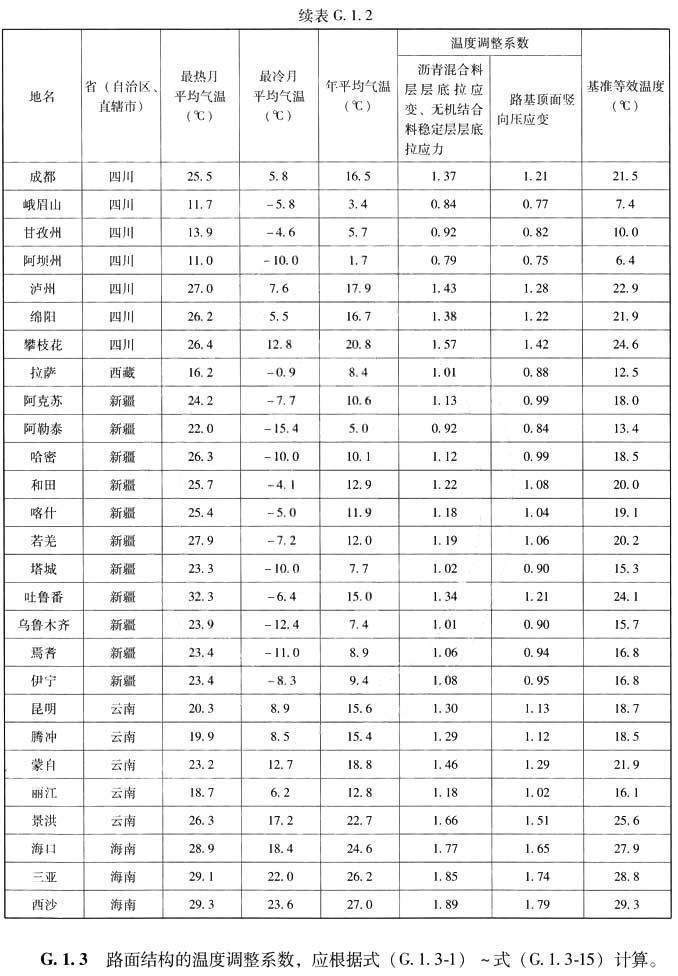 续表 G.1.2
地名 省（自治区、直辖市） 最热月平均气温（℃） 最冷月平均气温（℃） 年平均气温（℃） 温度调整系数 基准等效温度（℃）
沥青混合料层层底拉应变、无机结合料稳定层层底拉应力 路基顶面竖向压应变
成都 四川 25.5 5.8 16.5 1.37 1.21 21.5
峨眉山 四川 11.7 -5.8 3.4 0.84 0.77 7.4
甘孜州 四川 13.9 -4.6 5.7 0.92 0.82 10.0
阿坝州 四川 11.0 -10.0 1.7 0.79 0.75 6.4
泸州 四川 27.0 7.6 17.9 1.43 1.28 22.9
绵阳 四川 26.2 5.5 16.7 1.38 1.22 21.9
攀枝花 四川 26.4 12.8 20.8 1.57 1.42 24.6
拉萨 西藏 16.2 -0.9 8.4 1.01 0.88 12.5
阿克苏 新疆 24.2 -7.7 10.6 1.13 0.99 18.0
阿勒泰 新疆 22.0 -15.4 5.0 0.92 0.84 13.4
哈密 新疆 26.3 -10.0 10.1 1.12 0.99 18.5
和田 新疆 25.7 -4.1 12.9 1.22 1.08 20.0
喀什 新疆 25.4 -5.0 11.9 1.18 1.04 19.1
若羌 新疆 27.9 -7.2 12.0 1.19 1.06 20.2
塔城 新疆 23.3 -10.0 7.7 1.02 0.90 15.3
吐鲁番 新疆 32.3 -6.4 15.0 1.34 1.21 24.1
乌鲁木齐 新疆 23.9 -12.4 7.4 1.01 0.90 15.7
焉耆 新疆 23.4 -11.0 8.9 1.06 0.94 16.8
伊宁 新疆 23.4 -8.3 9.4 1.08 0.95 16.8
昆明 云南 20.3 8.9 15.6 1.30 1.13 18.7
腾冲 云南 19.9 8.5 15.4 1.29 1.12 18.5
蒙自 云南 23.2 12.7 18.8 1.46 1.29 21.9
丽江 云南 18.7 6.2 12.8 1.18 1.02 16.1
景洪 云南 26.3 17.2 22.7 1.66 1.51 25.6
海口 海南 28.9 18.4 24.6 1.77 1.65 27.9
三亚 海南 29.1 22.0 26.2 1.85 1.74 28.8
西沙 海南 29.3 23.6 27.0 1.89 1.79 29.3
G.1.3 路面结构的温度调整系数，应根据式（G.1.3-1）~式（G.1.3-15）计算。